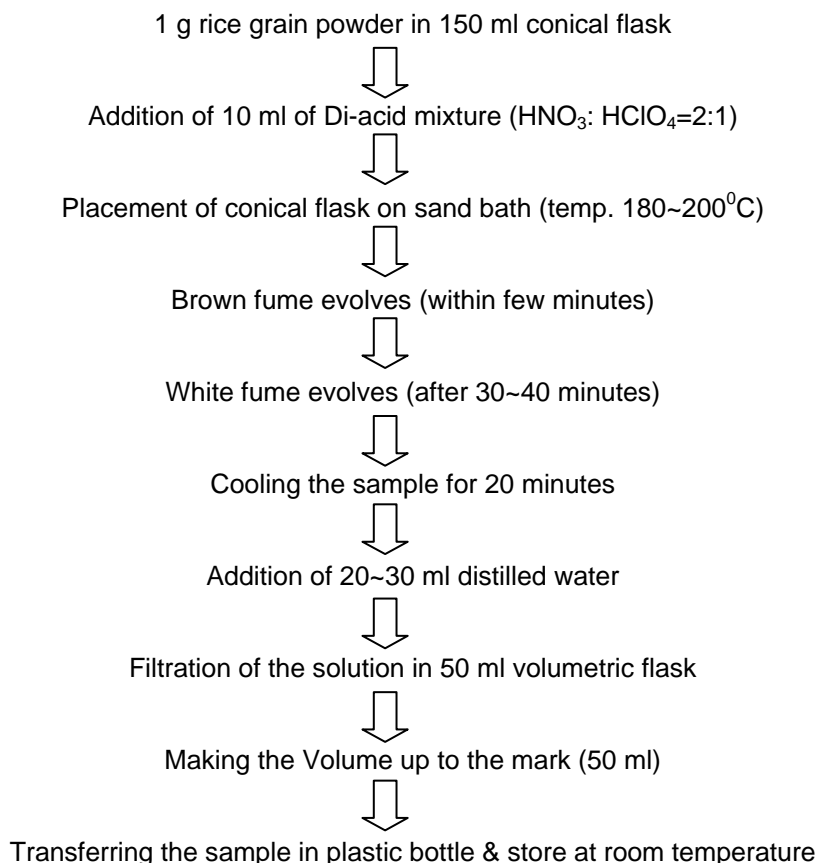 1 g rice grain powder in 150 ml conical flask
Addition of 10 ml of Di-acid mixture (HNO₃: HClO₄=2:1)
Placement of conical flask on sand bath (temp. 180~200⁰C)
Brown fume evolves (within few minutes)
White fume evolves (after 30~40 minutes)
Cooling the sample for 20 minutes
Addition of 20~30 ml distilled water
Filtration of the solution in 50 ml volumetric flask
Making the Volume up to the mark (50 ml)
Transferring the sample in plastic bottle & store at room temperature